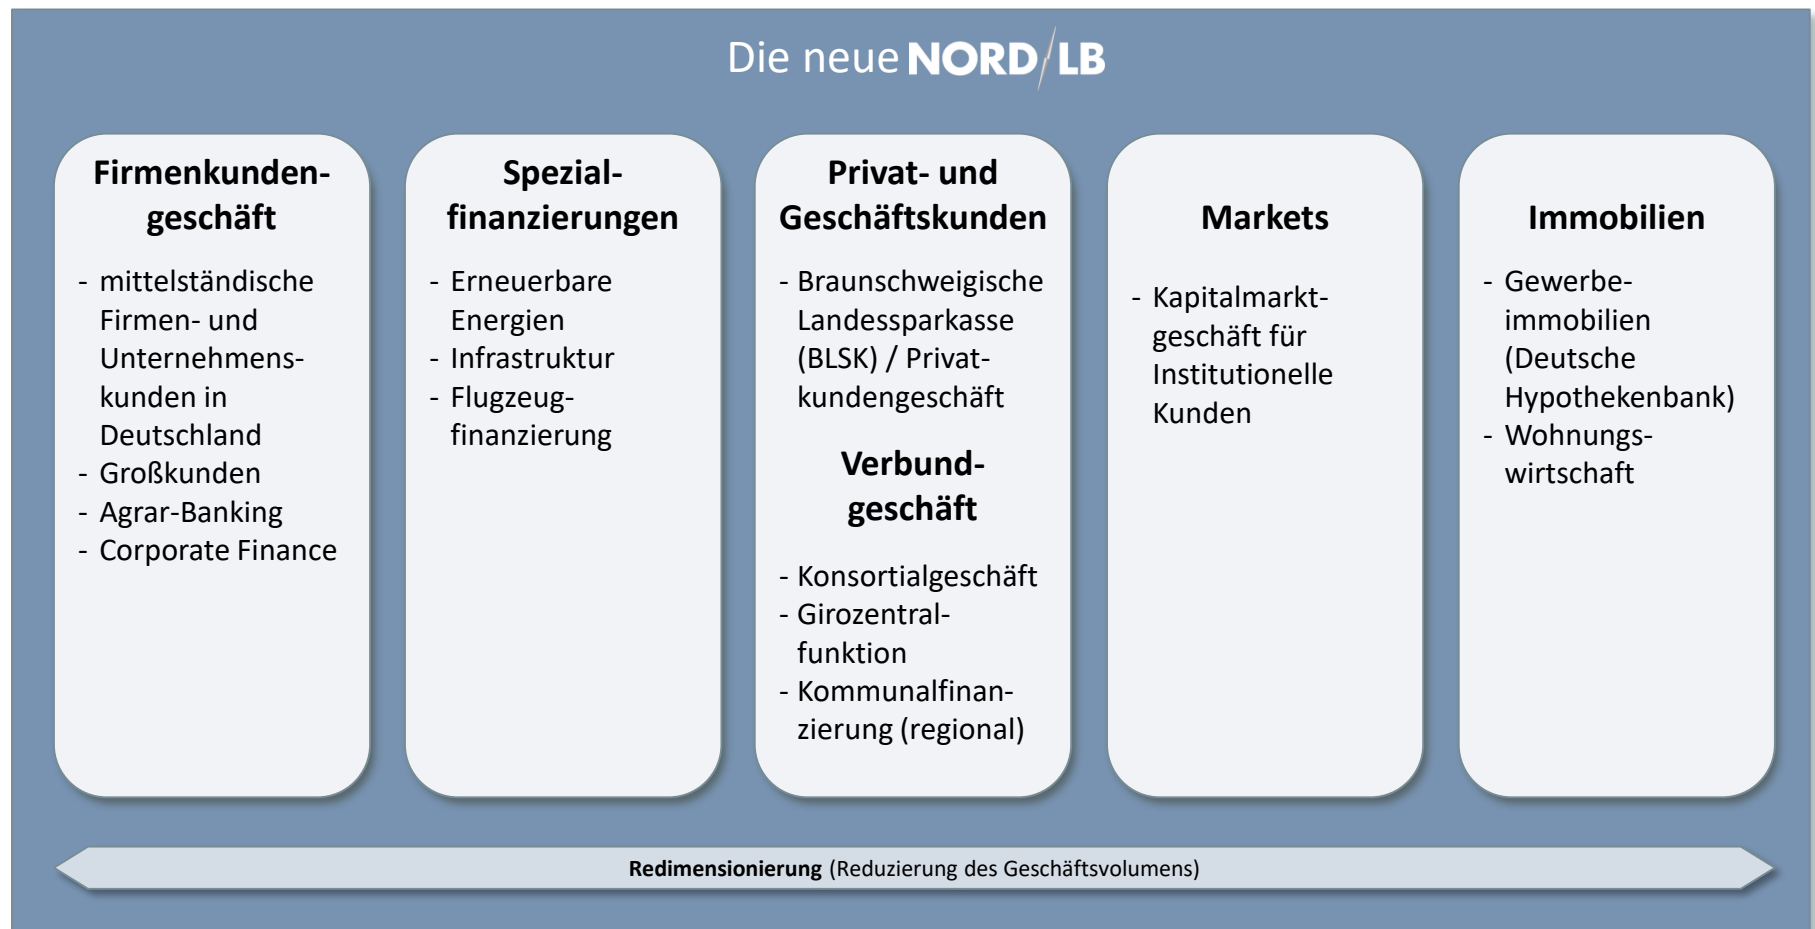 Die neue NORD/LB
Firmenkunden-
geschäft
- mittelständische
Firmen- und
Unternehmens-
kunden in
Deutschland
- Großkunden
- Agrar-Banking
- Corporate Finance
Spezial-
finanzierungen
- Erneuerbare
Energien
- Infrastruktur
- Flugzeug-
finanzierung
Privat- und
Geschäftskunden
- Braunschweigische
Landessparkasse
(BLSK) / Privat-
kundengeschäft
Verbund-
geschäft
- Konsortialgeschäft
- Girozentral-
funktion
- Kommunalfinan-
zierung (regional)
Markets
- Kapitalmarkt-
geschäft für
Institutionelle
Kunden
Immobilien
- Gewerbe-
immobilien
(Deutsche
Hypothekenbank)
- Wohnungs-
wirtschaft
Redimensionierung (Reduzierung des Geschäftsvolumens)